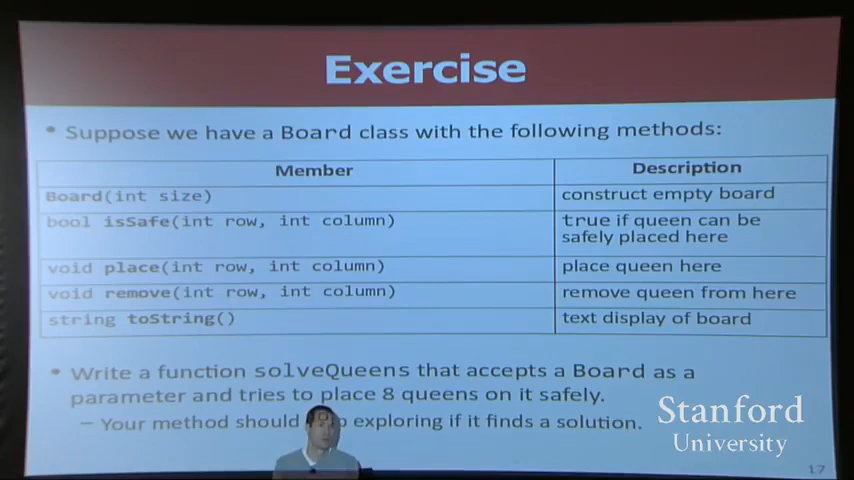 Exercise
• Suppose we have a Board class with the following methods:
Member Description
Board(int size) construct empty board
bool isSafe(int row, int column) true if queen can be
safely placed here
void place(int row, int column) place queen here
void remove(int row, int column) remove queen from here
string toString() text display of board
• Write a function solveQueens that accepts a Board as a
parameter and tries to place 8 queens on it safely.
– Your method should exploring if it finds a solution.
Stanford
University
17